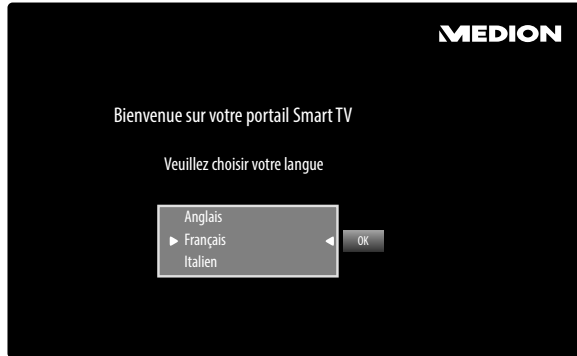 MEDION
Bienvenue sur votre portail Smart TV
Veuillez choisir votre langue
Anglais
Français
OK
Italien